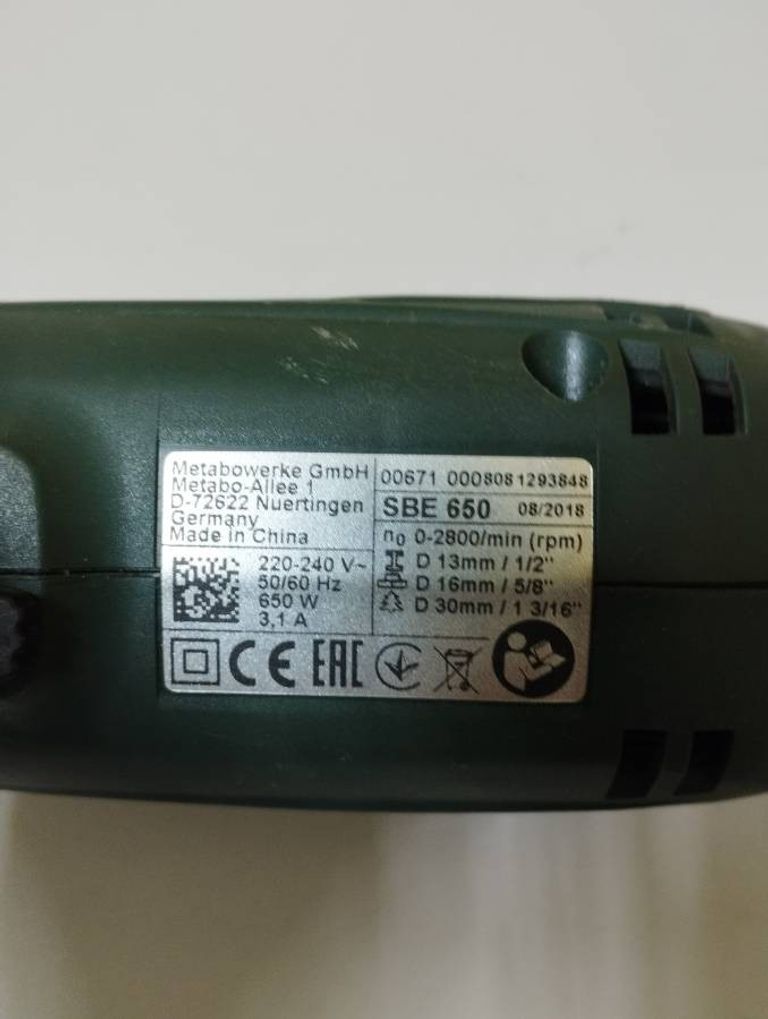 Metabowerke GmbH
Metabo-Allee 1
D-72622 Nuertingen
Germany
Made in China
220-240 V~
50/60 Hz
650 W
3,1 A
00671 0008081293848
SBE 650 08/2018
n0 0-2800/min (rpm)
D 13mm / 1/2"
D 16mm / 5/8"
D 30mm / 1 3/16"
CE EAC